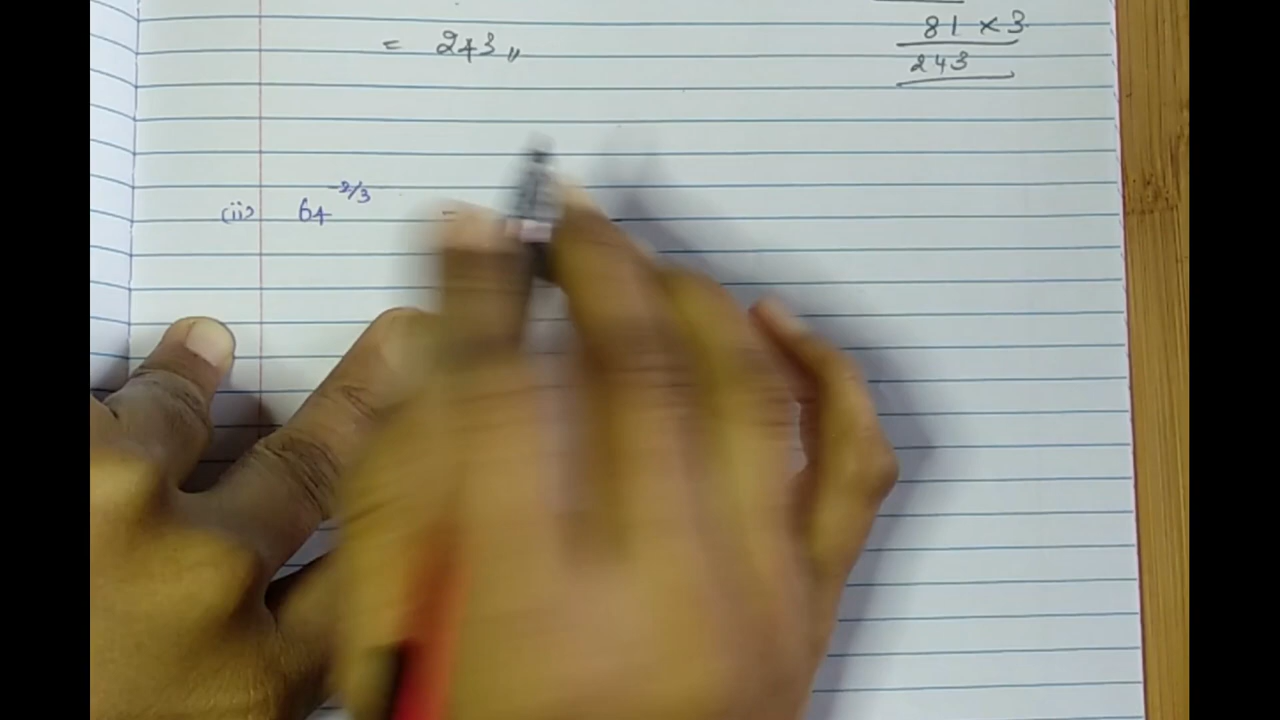 81 × 3
= 243 〃
243
(ii) 64^-2/3 =